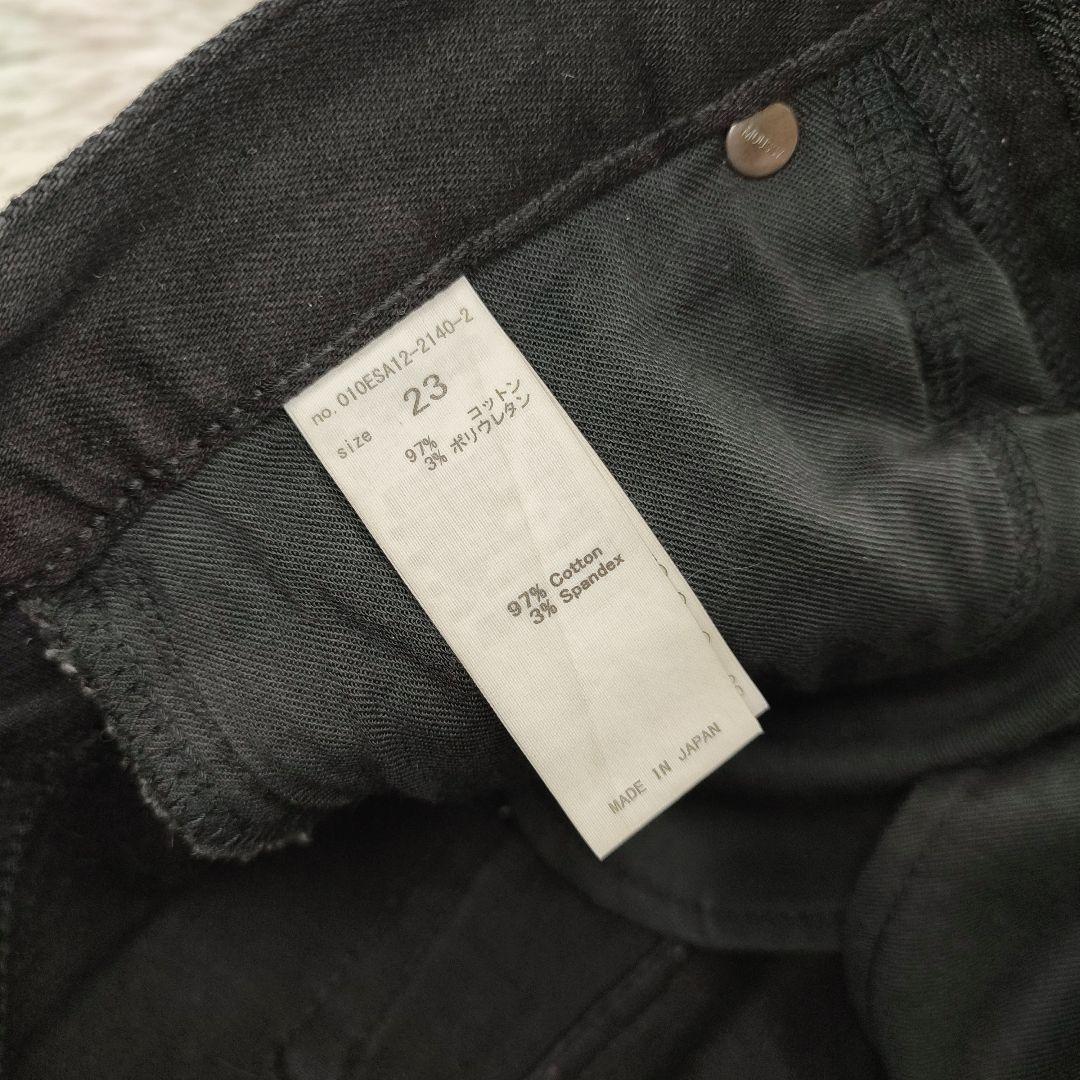 MOUSSY
no. 010ESA12-2140-2
size 23
97% コットン
3% ポリウレタン
97% Cotton
3% Spandex
MADE IN JAPAN